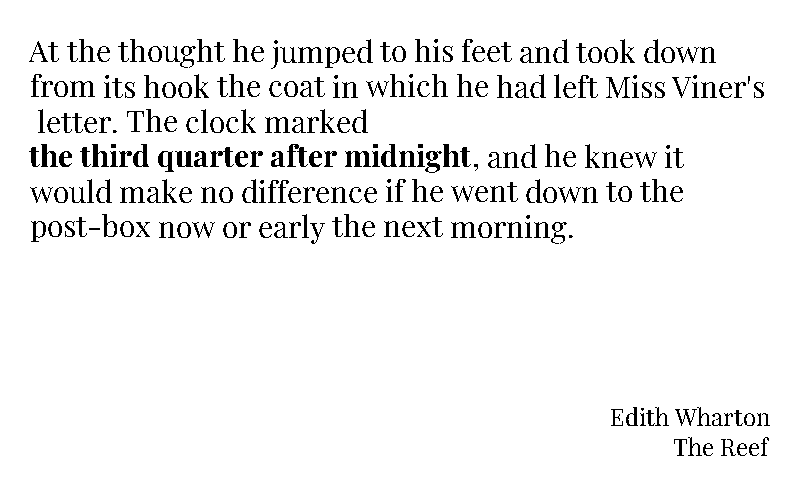 At the thought he jumped to his feet and took down
from its hook the coat in which he had left Miss Viner's
letter. The clock marked
the third quarter after midnight, and he knew it
would make no difference if he went down to the
post-box now or early the next morning.
Edith Wharton
The Reef